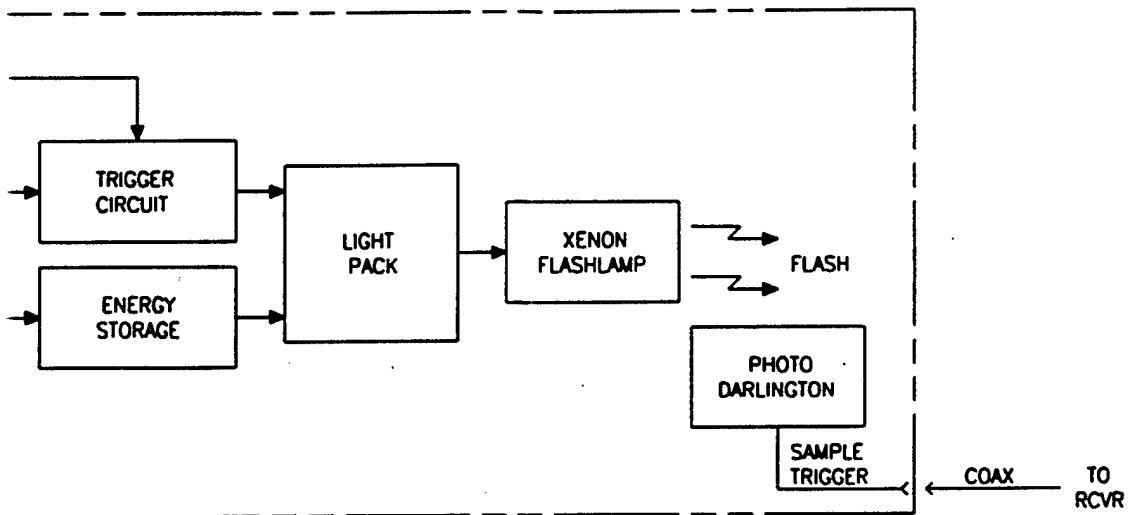 TRIGGER
CIRCUIT
ENERGY
STORAGE
LIGHT
PACK
XENON
FLASHLAMP
FLASH
PHOTO
DARLINGTON
SAMPLE
TRIGGER
COAX
TO
RCVR